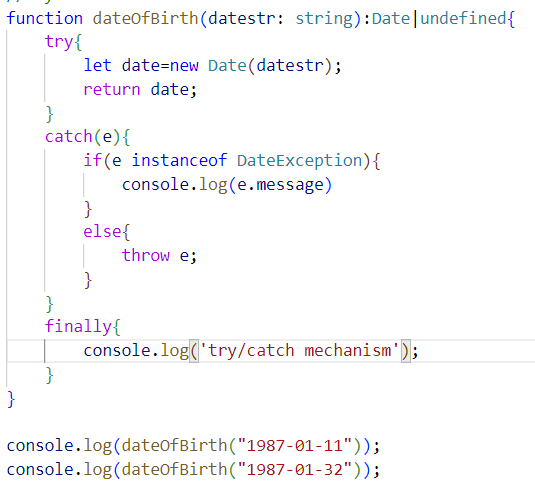 function dateOfBirth(datestr: string):Date|undefined{
    try{
        let date=new Date(datestr);
        return date;
    }
    catch(e){
        if(e instanceof DateException){
            console.log(e.message)
        }
        else{
            throw e;
        }
    }
    finally{
        console.log('try/catch mechanism');
    }
}

console.log(dateOfBirth("1987-01-11"));
console.log(dateOfBirth("1987-01-32"));